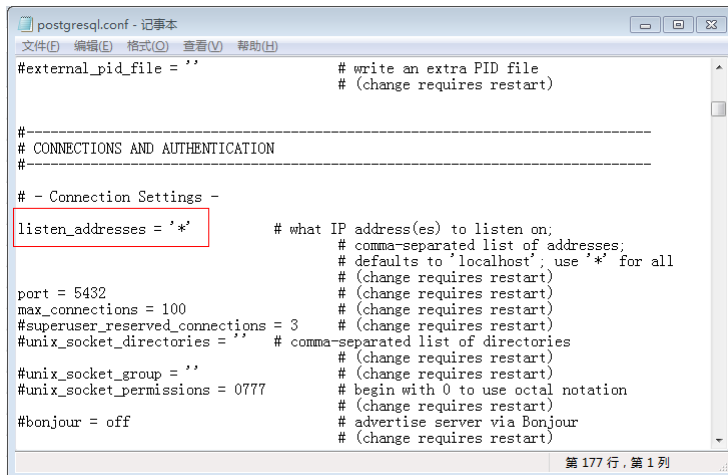 postgresql.conf - 记事本
文件(F) 编辑(E) 格式(O) 查看(V) 帮助(H)
#external_pid_file = '' # write an extra PID file
# (change requires restart)
#------------------------------------------------------------------------------
# CONNECTIONS AND AUTHENTICATION
#------------------------------------------------------------------------------
# - Connection Settings -
listen_addresses = '*' # what IP address(es) to listen on;
# comma-separated list of addresses;
# defaults to 'localhost'; use '*' for all
# (change requires restart)
port = 5432 # (change requires restart)
max_connections = 100 # (change requires restart)
#superuser_reserved_connections = 3 # (change requires restart)
#unix_socket_directories = '' # comma-separated list of directories
# (change requires restart)
#unix_socket_group = '' # (change requires restart)
#unix_socket_permissions = 0777 # begin with 0 to use octal notation
# (change requires restart)
#bonjour = off # advertise server via Bonjour
# (change requires restart)
第 177 行，第 1 列